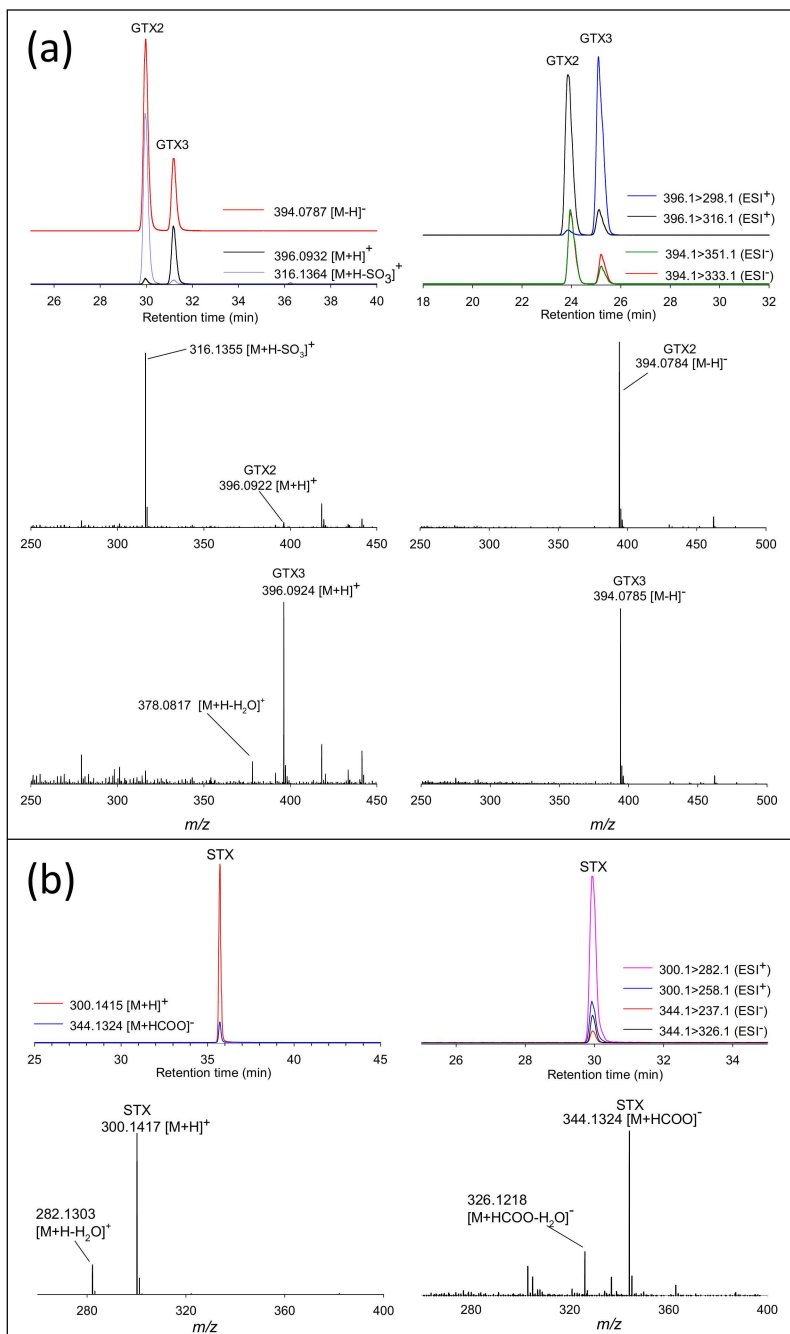 (a)
GTX2
GTX3
394.0787 [M-H]-
396.0932 [M+H]+
316.1364 [M+H-SO3]+
26 28 30 32 34 36 38 40
Retention time (min)
GTX2
GTX3
396.1>298.1 (ESI+)
396.1>316.1 (ESI+)
394.1>351.1 (ESI-)
394.1>333.1 (ESI-)
18 20 22 24 26 28 30 32
Retention time (min)
316.1355 [M+H-SO3]+
GTX2
396.0922 [M+H]+
250 300 350 400 450
GTX2
394.0784 [M-H]-
250 300 350 400 450 500
GTX3
396.0924 [M+H]+
378.0817 [M+H-H2O]+
250 300 350 400 450
m/z
GTX3
394.0785 [M-H]-
250 300 350 400 450 500
m/z
(b)
STX
300.1415 [M+H]+
344.1324 [M+HCOO]-
25 30 35 40 45
Retention time (min)
STX
300.1>282.1 (ESI+)
300.1>258.1 (ESI+)
344.1>237.1 (ESI-)
344.1>326.1 (ESI-)
26 28 30 32 34
Retention time (min)
STX
300.1417 [M+H]+
282.1303
[M+H-H2O]+
280 320 360 400
m/z
STX
344.1324 [M+HCOO]-
326.1218
[M+HCOO-H2O]-
280 320 360 400
m/z